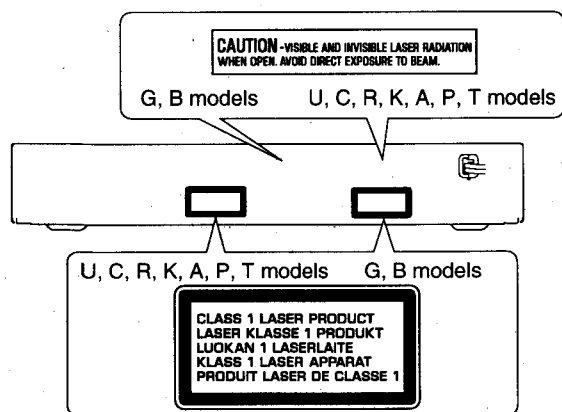 CAUTION -VISIBLE AND INVISIBLE LASER RADIATION
WHEN OPEN. AVOID DIRECT EXPOSURE TO BEAM.
G, B models
U, C, R, K, A, P, T models
U, C, R, K, A, P, T models
G, B models
CLASS 1 LASER PRODUCT
LASER KLASSE 1 PRODUKT
LUOKAN 1 LASERLAITE
KLASS 1 LASER APPARAT
PRODUIT LASER DE CLASSE 1